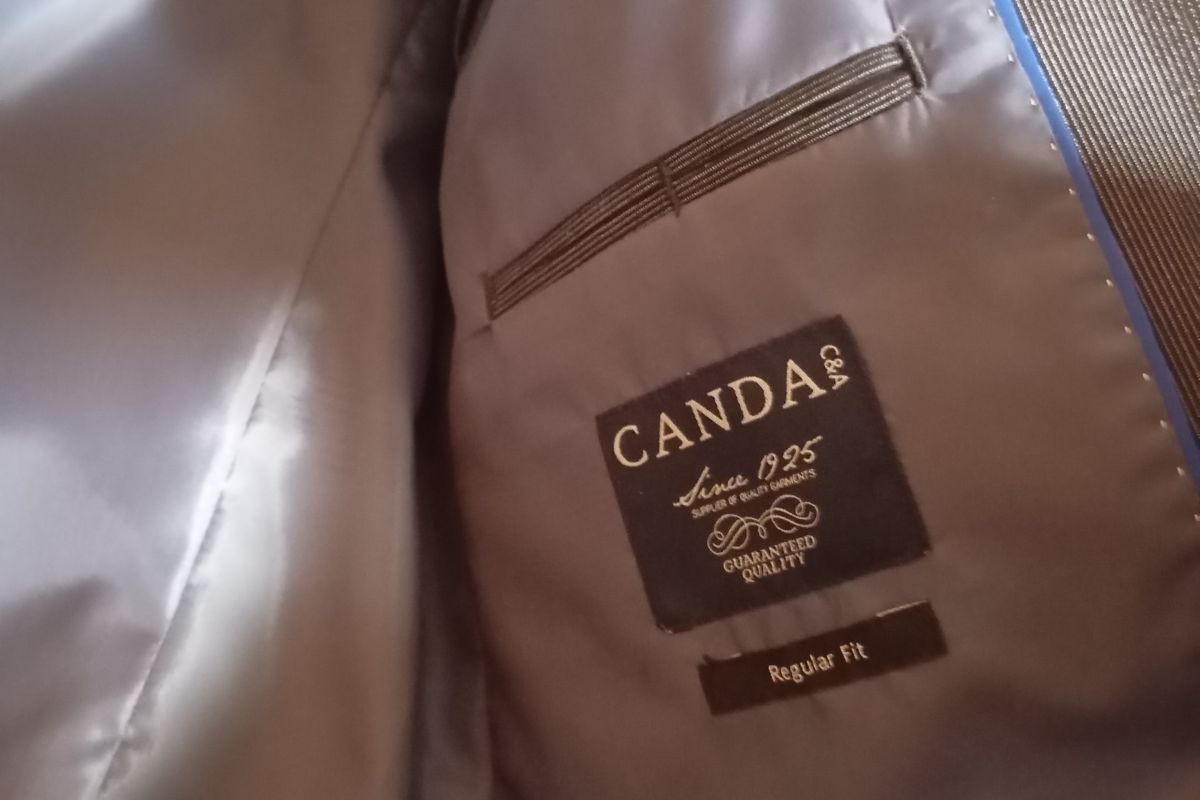 CANDA C&A
Since 1925
SUPPLIER OF QUALITY GARMENTS
GUARANTEED
QUALITY
Regular Fit